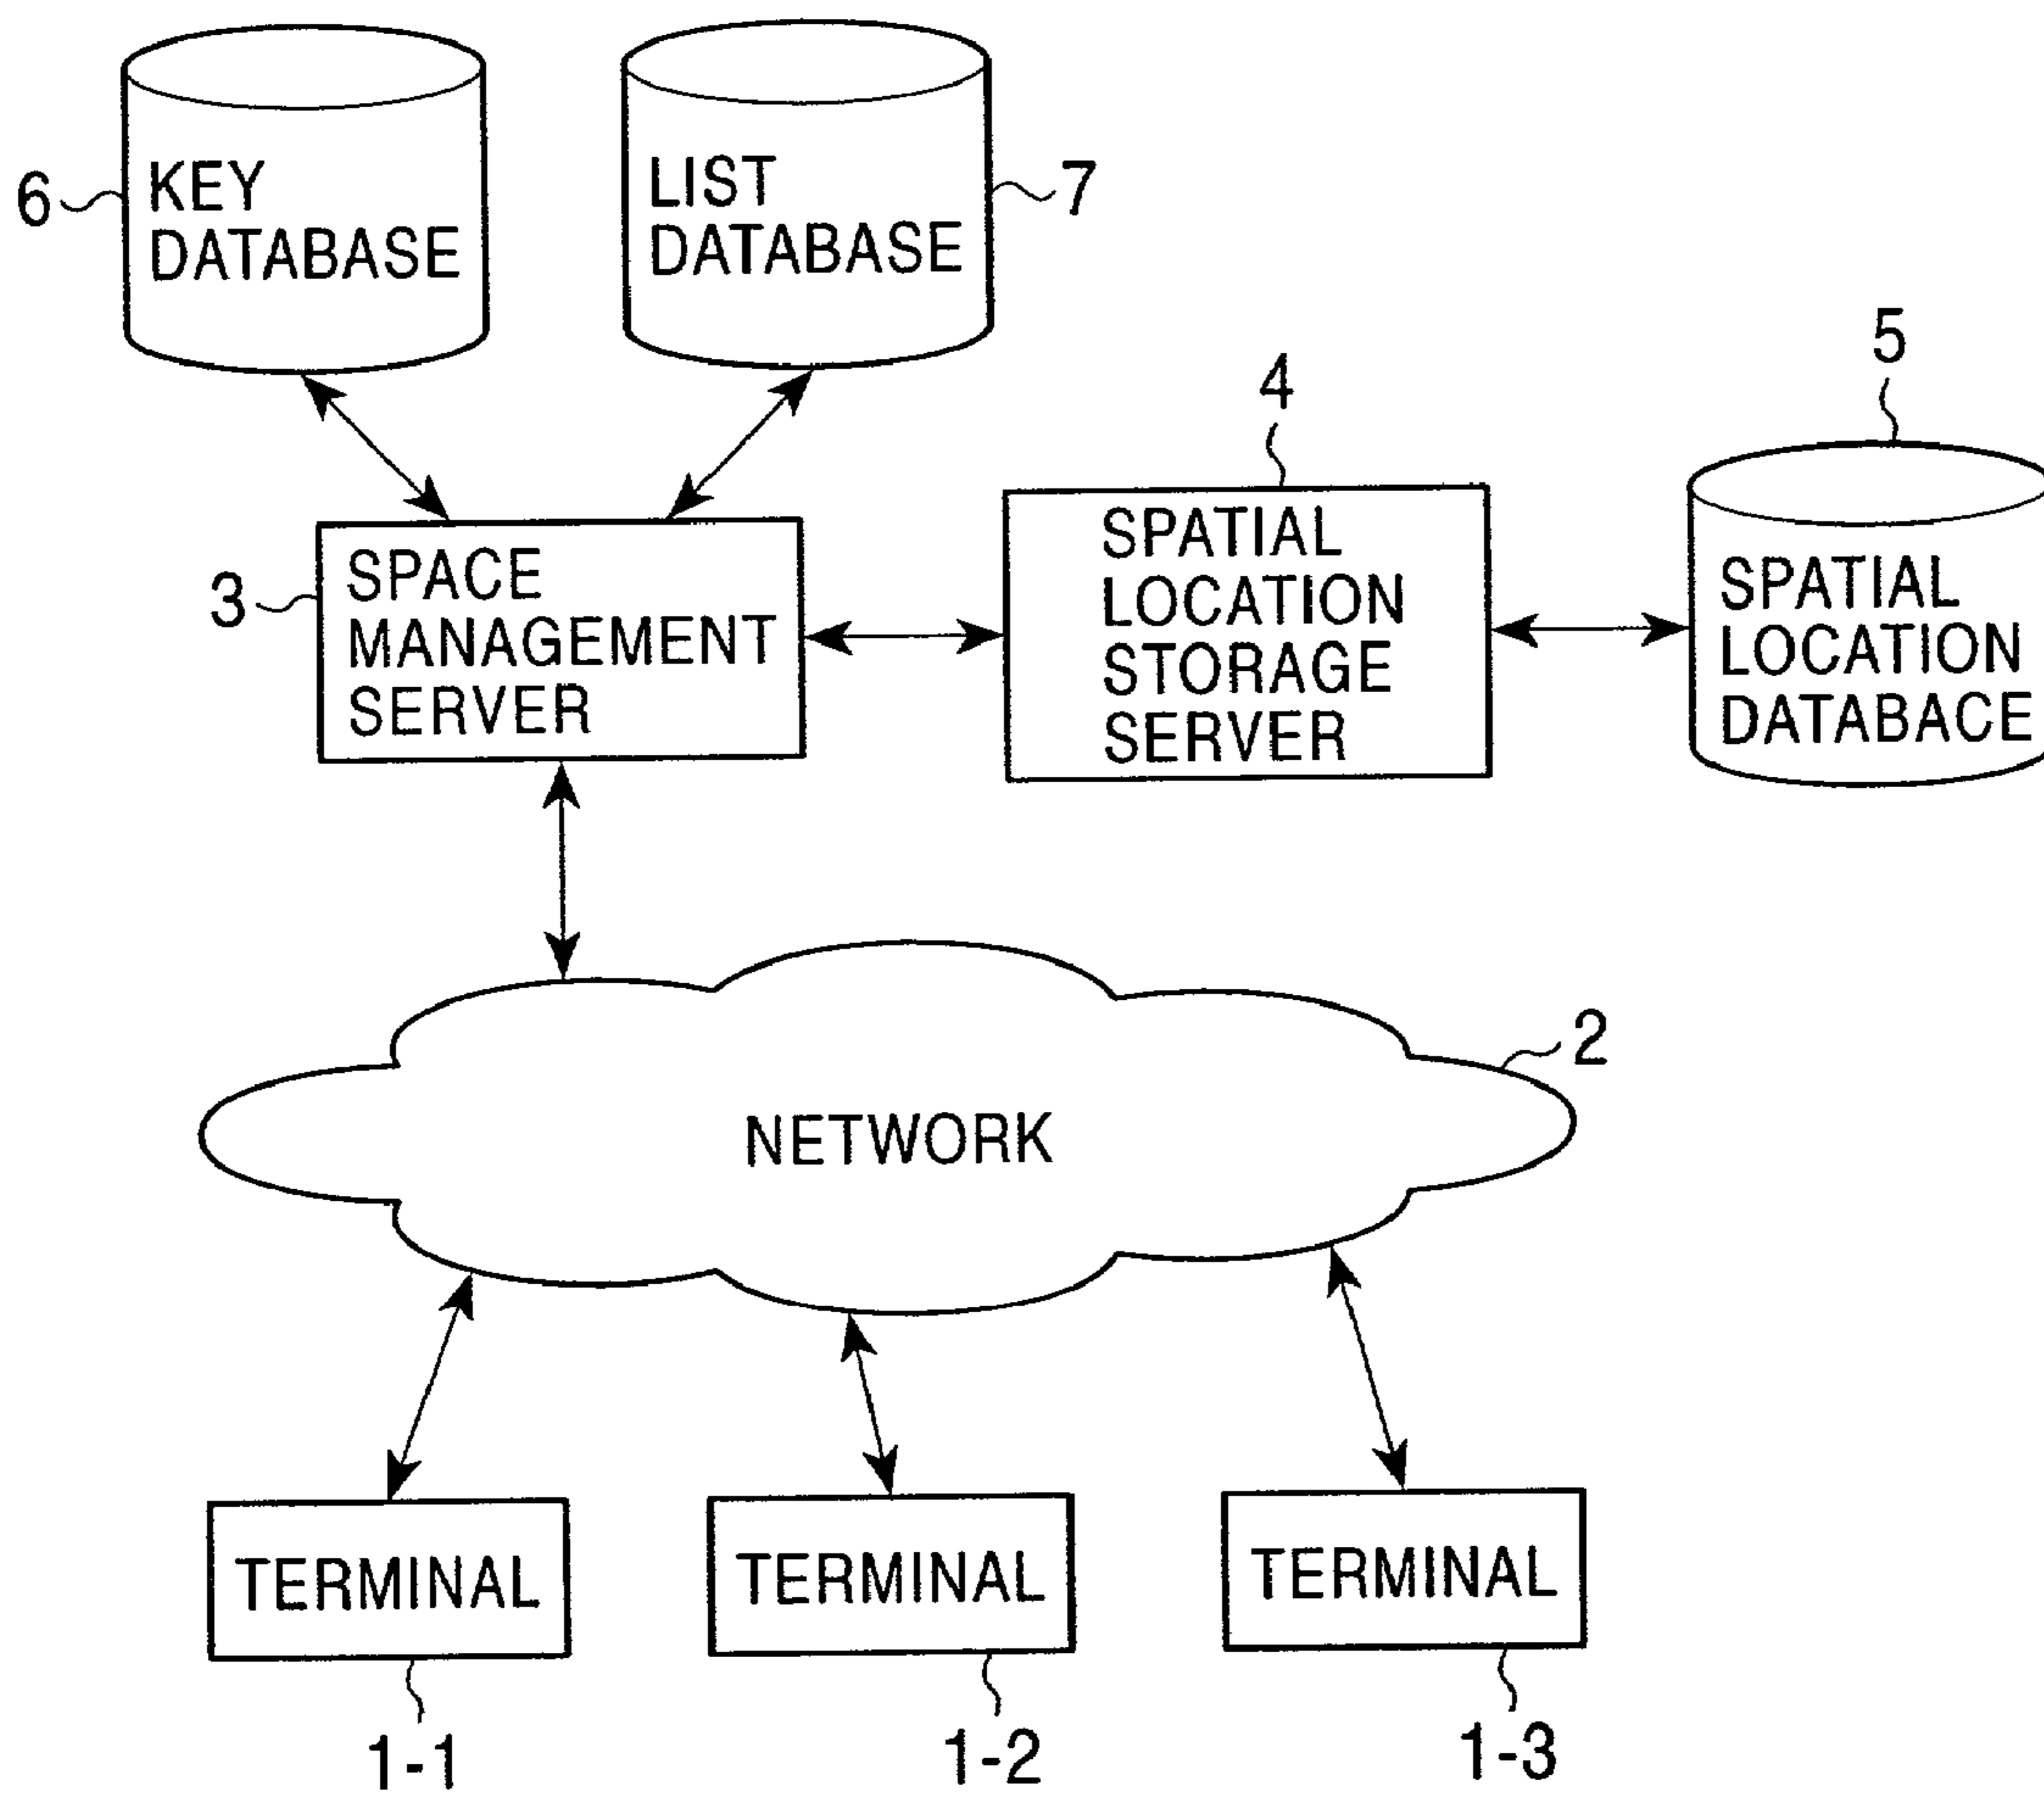 6
KEY
DATABASE
LIST
DATABASE
7
3
SPACE
MANAGEMENT
SERVER
4
SPATIAL
LOCATION
STORAGE
SERVER
5
SPATIAL
LOCATION
DATABACE
2
NETWORK
TERMINAL
TERMINAL
TERMINAL
1-1
1-2
1-3